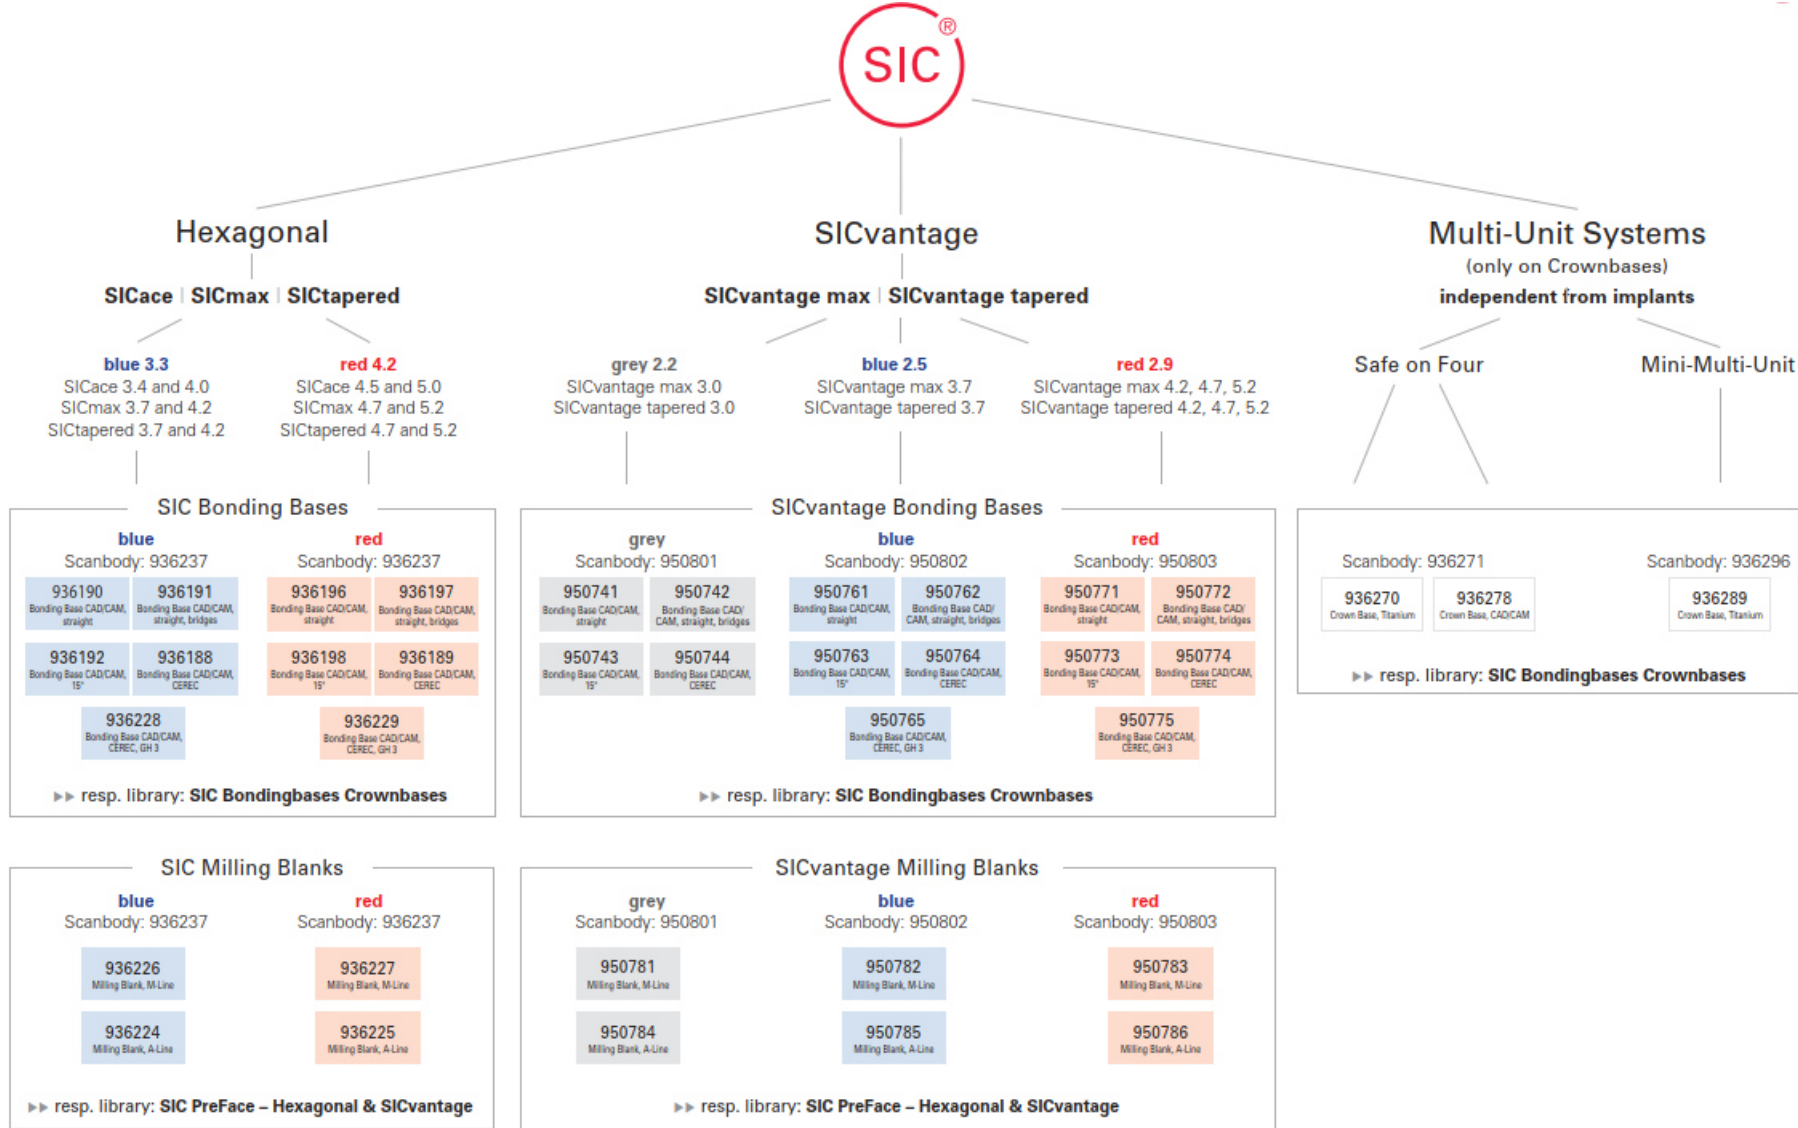 SIC®
Hexagonal
SICace | SICmax | SICtapered
blue 3.3
SICace 3.4 and 4.0
SICmax 3.7 and 4.2
SICtapered 3.7 and 4.2
red 4.2
SICace 4.5 and 5.0
SICmax 4.7 and 5.2
SICtapered 4.7 and 5.2
SICvantage
SICvantage max | SICvantage tapered
grey 2.2
SICvantage max 3.0
SICvantage tapered 3.0
blue 2.5
SICvantage max 3.7
SICvantage tapered 3.7
red 2.9
SICvantage max 4.2, 4.7, 5.2
SICvantage tapered 4.2, 4.7, 5.2
Multi-Unit Systems
(only on Crownbases)
independent from implants
Safe on Four
Mini-Multi-Unit
SIC Bonding Bases
blue
Scanbody: 936237
936190
Bonding Base CAD/CAM,
straight
936191
Bonding Base CAD/CAM,
straight, bridges
936192
Bonding Base CAD/CAM,
15°
936188
Bonding Base CAD/CAM,
CEREC
936228
Bonding Base CAD/CAM,
CEREC, GH 3
red
Scanbody: 936237
936196
Bonding Base CAD/CAM,
straight
936197
Bonding Base CAD/CAM,
straight, bridges
936198
Bonding Base CAD/CAM,
15°
936189
Bonding Base CAD/CAM,
CEREC
936229
Bonding Base CAD/CAM,
CEREC, GH 3
▸▸ resp. library: SIC Bondingbases Crownbases
SICvantage Bonding Bases
grey
Scanbody: 950801
950741
Bonding Base CAD/CAM,
straight
950742
Bonding Base CAD/
CAM, straight, bridges
950743
Bonding Base CAD/CAM,
15°
950744
Bonding Base CAD/CAM,
CEREC
blue
Scanbody: 950802
950761
Bonding Base CAD/CAM,
straight
950762
Bonding Base CAD/
CAM, straight, bridges
950763
Bonding Base CAD/CAM,
15°
950764
Bonding Base CAD/CAM,
CEREC
950765
Bonding Base CAD/CAM,
CEREC, GH 3
red
Scanbody: 950803
950771
Bonding Base CAD/CAM,
straight
950772
Bonding Base CAD/
CAM, straight, bridges
950773
Bonding Base CAD/CAM,
15°
950774
Bonding Base CAD/CAM,
CEREC
950775
Bonding Base CAD/CAM,
CEREC, GH 3
▸▸ resp. library: SIC Bondingbases Crownbases
Scanbody: 936271
936270
Crown Base, Titanium
936278
Crown Base, CAD/CAM
Scanbody: 936296
936289
Crown Base, Titanium
▸▸ resp. library: SIC Bondingbases Crownbases
SIC Milling Blanks
blue
Scanbody: 936237
936226
Milling Blank, M-Line
936224
Milling Blank, A-Line
red
Scanbody: 936237
936227
Milling Blank, M-Line
936225
Milling Blank, A-Line
▸▸ resp. library: SIC PreFace – Hexagonal & SICvantage
SICvantage Milling Blanks
grey
Scanbody: 950801
950781
Milling Blank, M-Line
950784
Milling Blank, A-Line
blue
Scanbody: 950802
950782
Milling Blank, M-Line
950785
Milling Blank, A-Line
red
Scanbody: 950803
950783
Milling Blank, M-Line
950786
Milling Blank, A-Line
▸▸ resp. library: SIC PreFace – Hexagonal & SICvantage